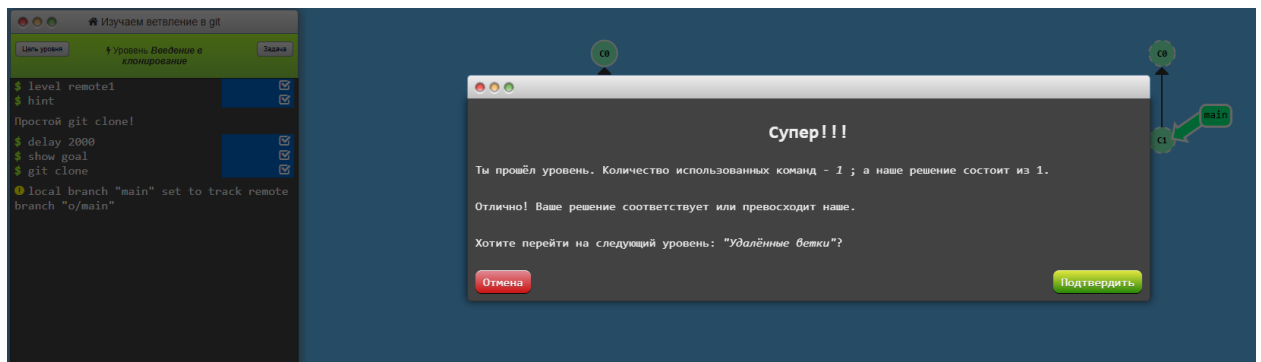 Изучаем ветвление в git
Цель уровня
Уровень Введение в
клонирование
Задача
$ level remote1
$ hint
Простой git clone!
$ delay 2000
$ show goal
$ git clone
local branch "main" set to track remote
branch "o/main"
C0
C0
main
C1
Супер!!!
Ты прошёл уровень. Количество использованных команд - 1 ; а наше решение состоит из 1.
Отлично! Ваше решение соответствует или превосходит наше.
Хотите перейти на следующий уровень: "Удалённые ветки"?
Отмена
Подтвердить